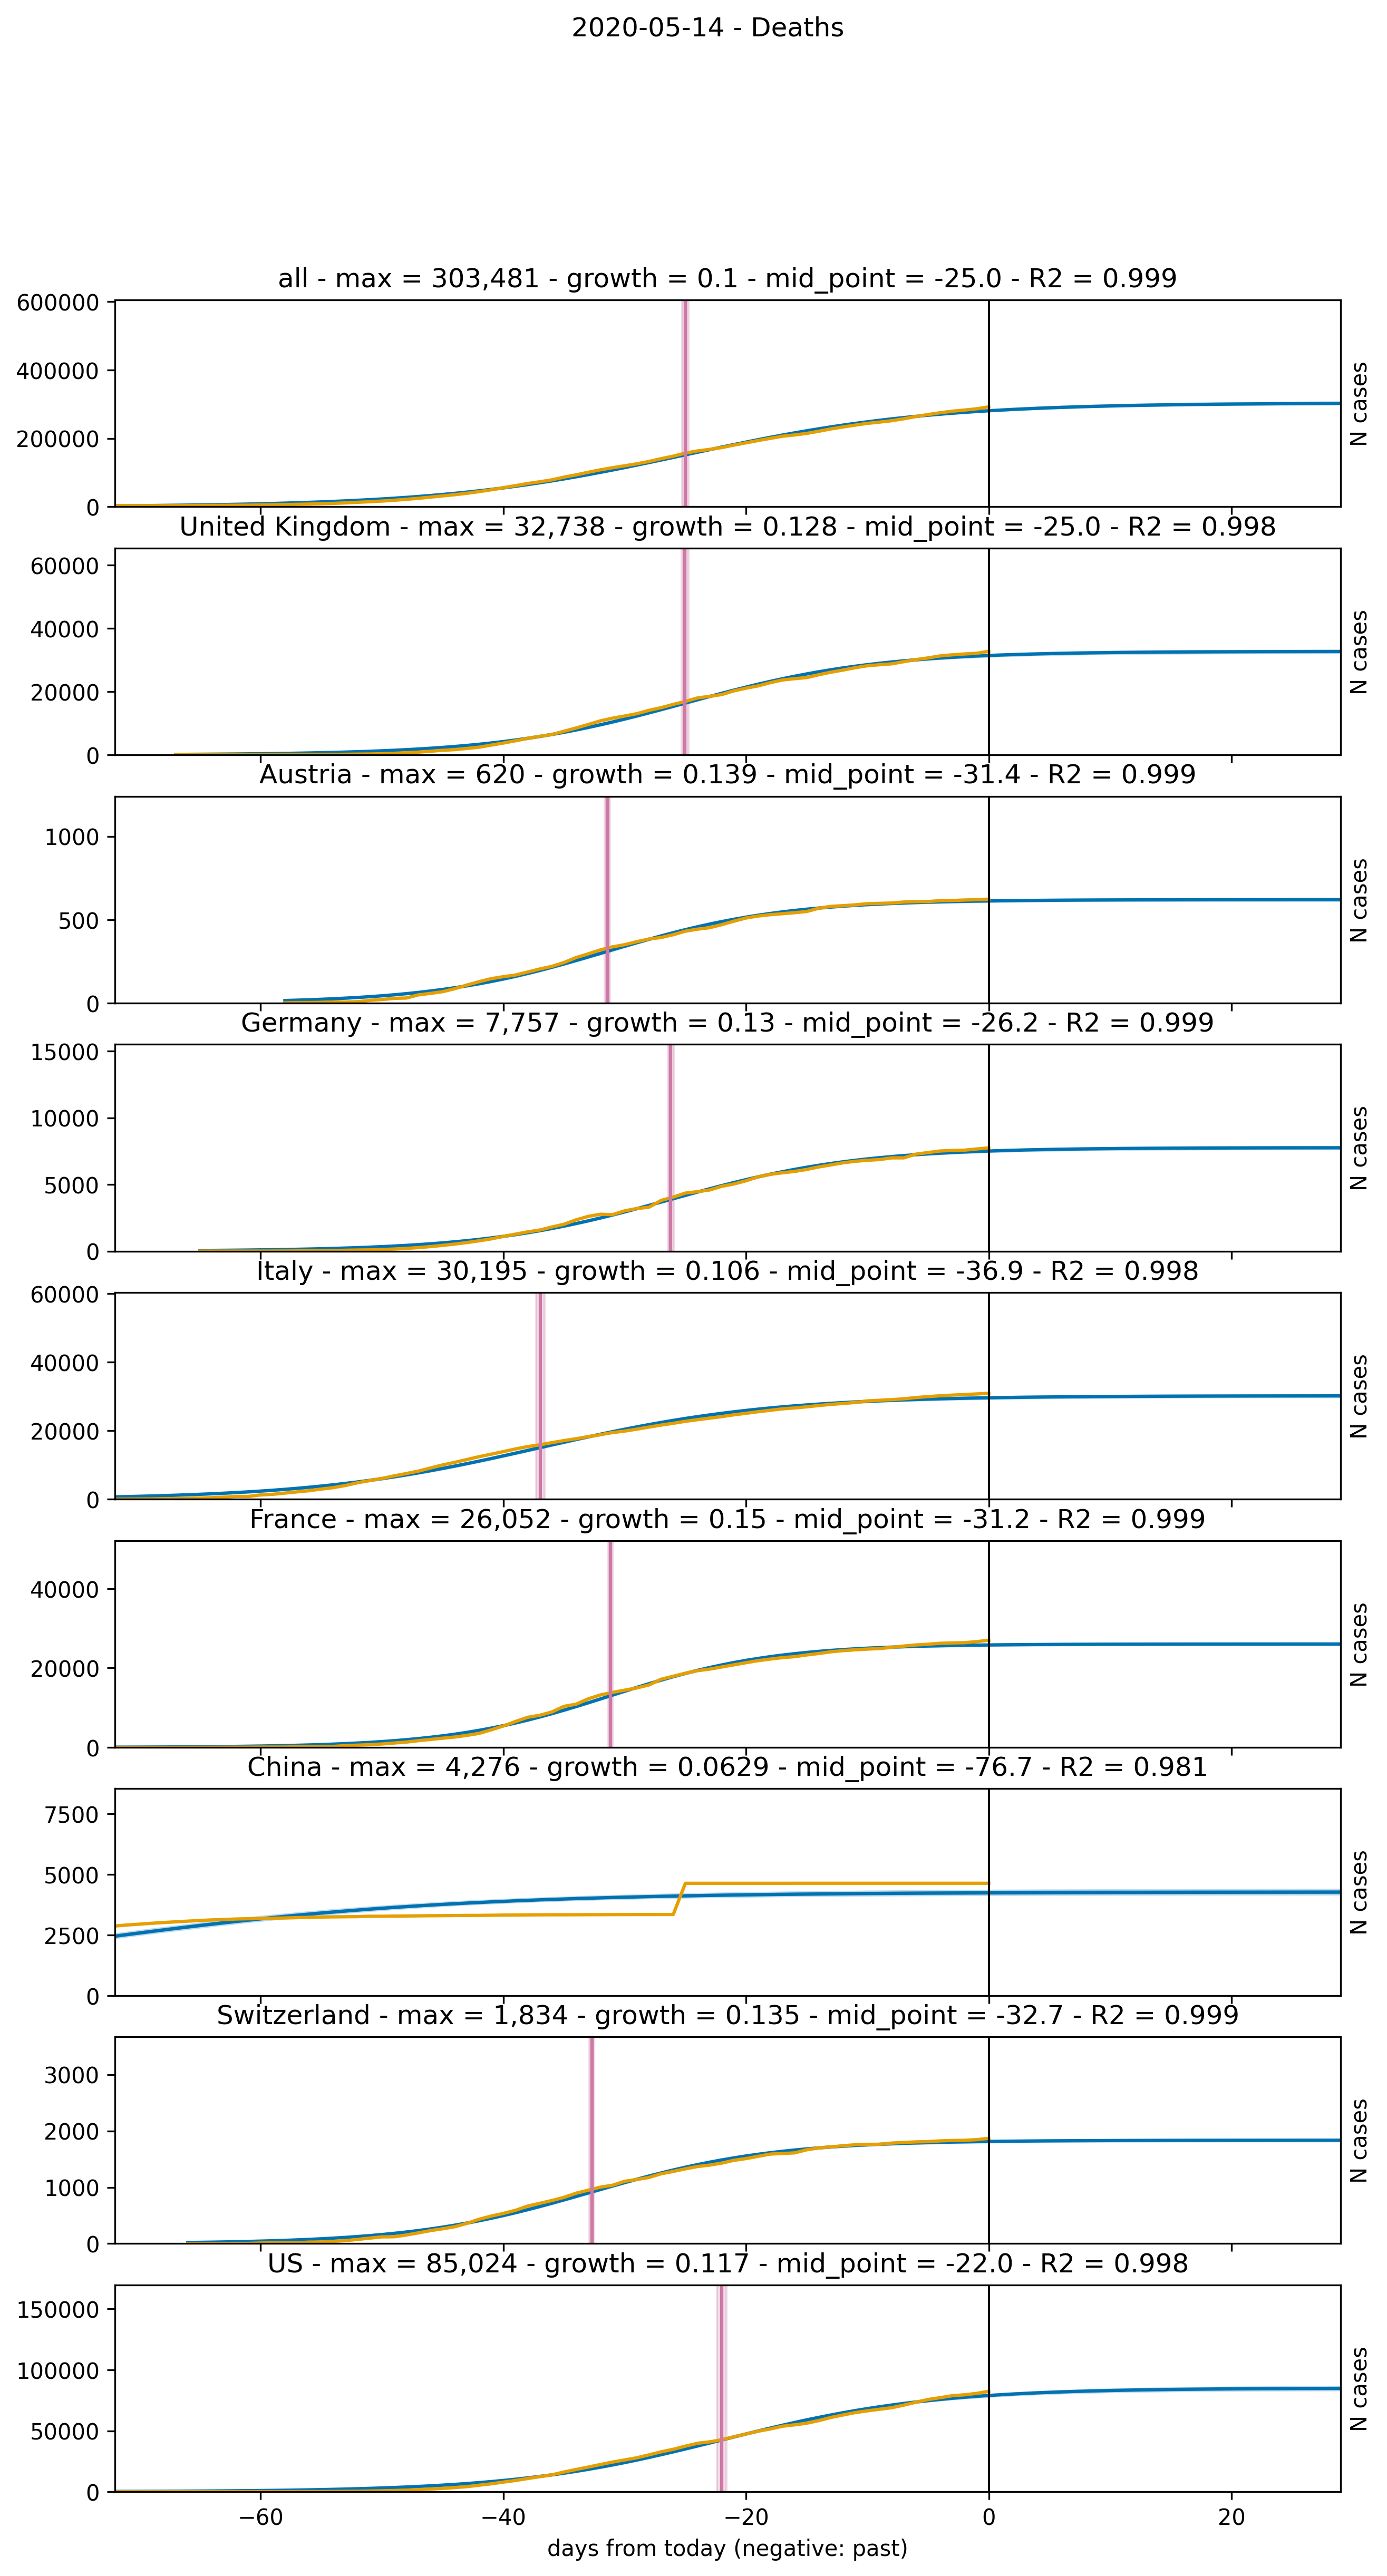 2020-05-14 - Deaths
all - max = 303,481 - growth = 0.1 - mid_point = -25.0 - R2 = 0.999
600000
400000
200000
0
N cases
United Kingdom - max = 32,738 - growth = 0.128 - mid_point = -25.0 - R2 = 0.998
60000
40000
20000
0
N cases
Austria - max = 620 - growth = 0.139 - mid_point = -31.4 - R2 = 0.999
1000
500
0
N cases
Germany - max = 7,757 - growth = 0.13 - mid_point = -26.2 - R2 = 0.999
15000
10000
5000
0
N cases
Italy - max = 30,195 - growth = 0.106 - mid_point = -36.9 - R2 = 0.998
60000
40000
20000
0
N cases
France - max = 26,052 - growth = 0.15 - mid_point = -31.2 - R2 = 0.999
40000
20000
0
N cases
China - max = 4,276 - growth = 0.0629 - mid_point = -76.7 - R2 = 0.981
7500
5000
2500
0
N cases
Switzerland - max = 1,834 - growth = 0.135 - mid_point = -32.7 - R2 = 0.999
3000
2000
1000
0
N cases
US - max = 85,024 - growth = 0.117 - mid_point = -22.0 - R2 = 0.998
150000
100000
50000
0
N cases
−60 −40 −20 0 20
days from today (negative: past)